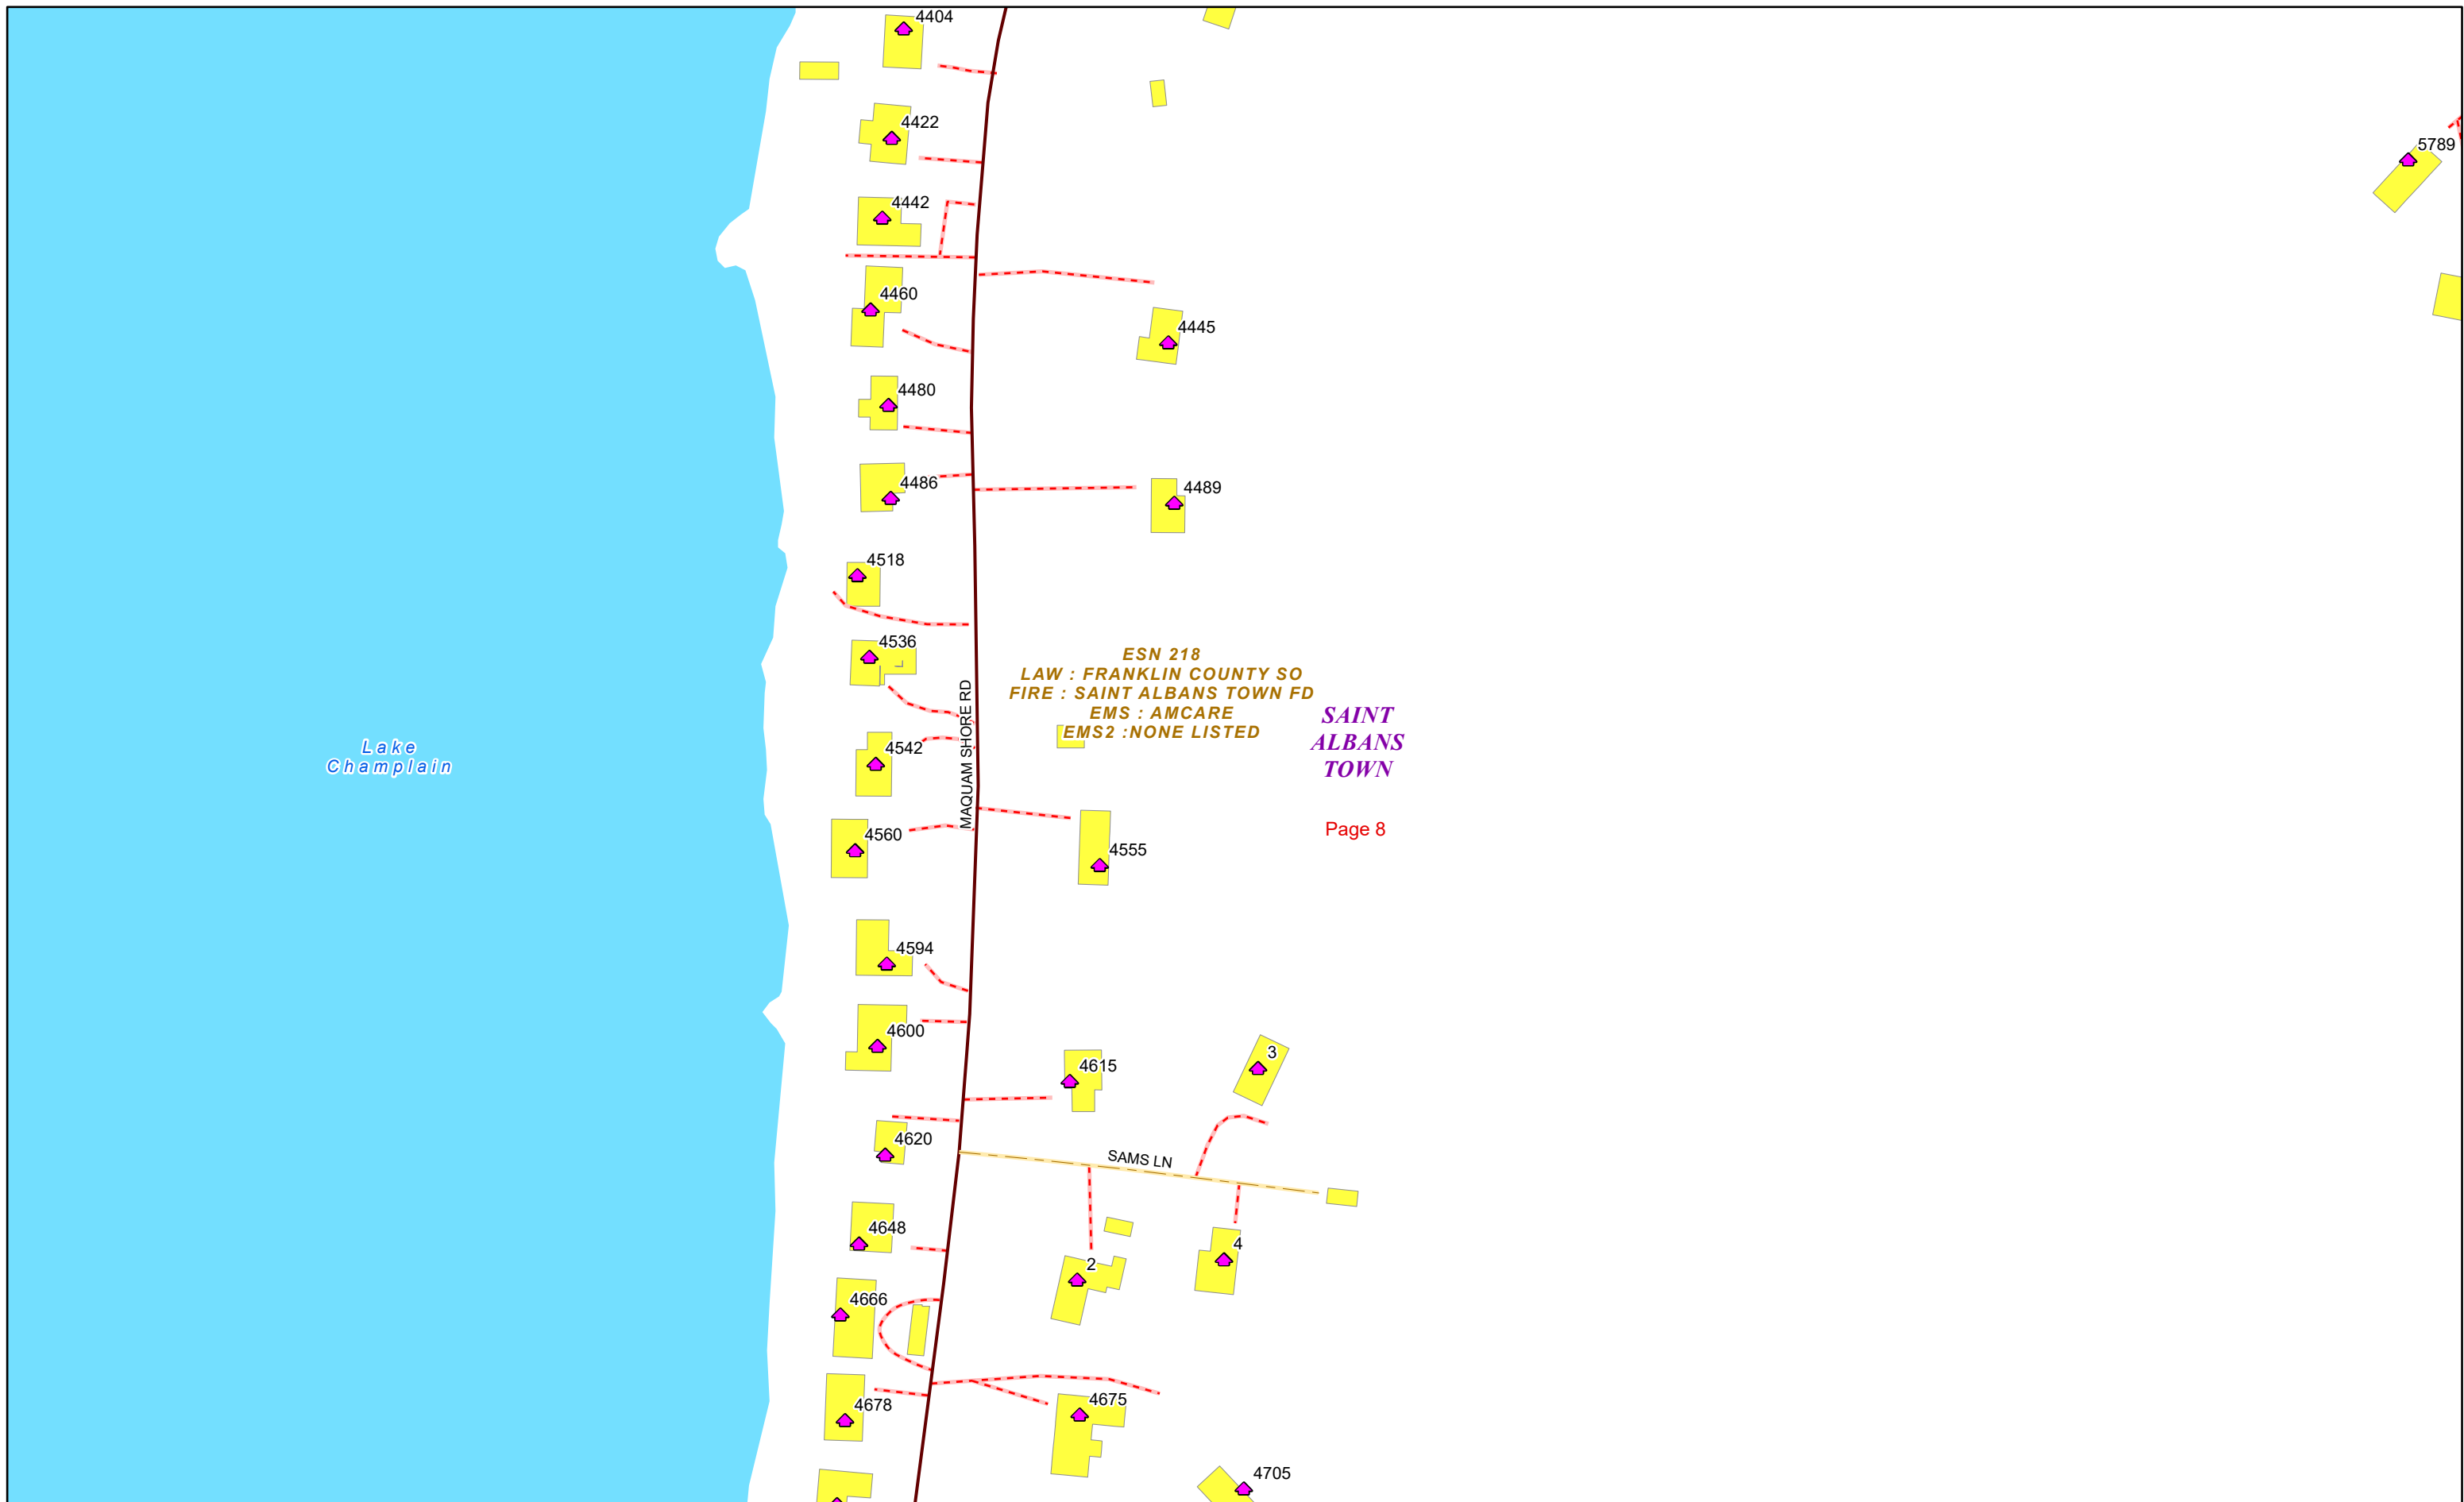 4404
4422
5789
4442
4460
4445
4480
4486
4489
4518
4536
ESN 218
LAW : FRANKLIN COUNTY SO
FIRE : SAINT ALBANS TOWN FD
EMS : AMCARE
EMS2 :NONE LISTED
SAINT
ALBANS
TOWN
MAQUAM SHORE RD
Lake
Champlain
4542
Page 8
4560
4555
4594
4600
4615
3
4620
SAMS LN
4648
4
2
4666
4678
4675
4705